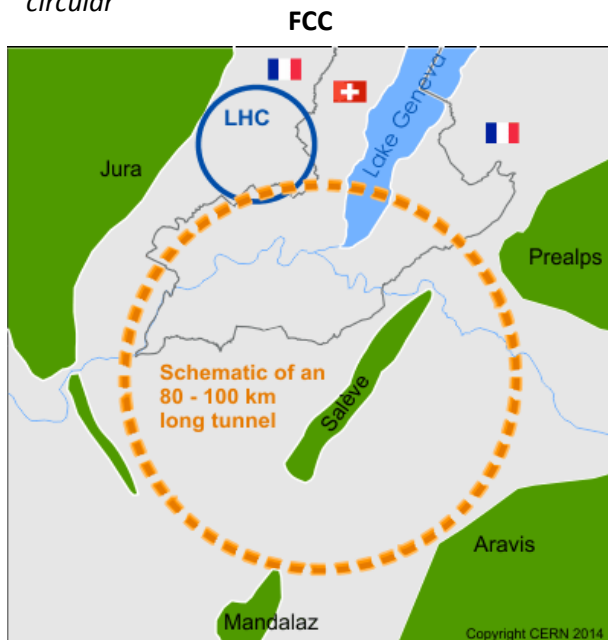 circular
FCC
LHC
Lake Geneva
Jura
Prealps
Schematic of an
80 - 100 km
long tunnel
Salève
Aravis
Mandalaz
Copyright CERN 2014